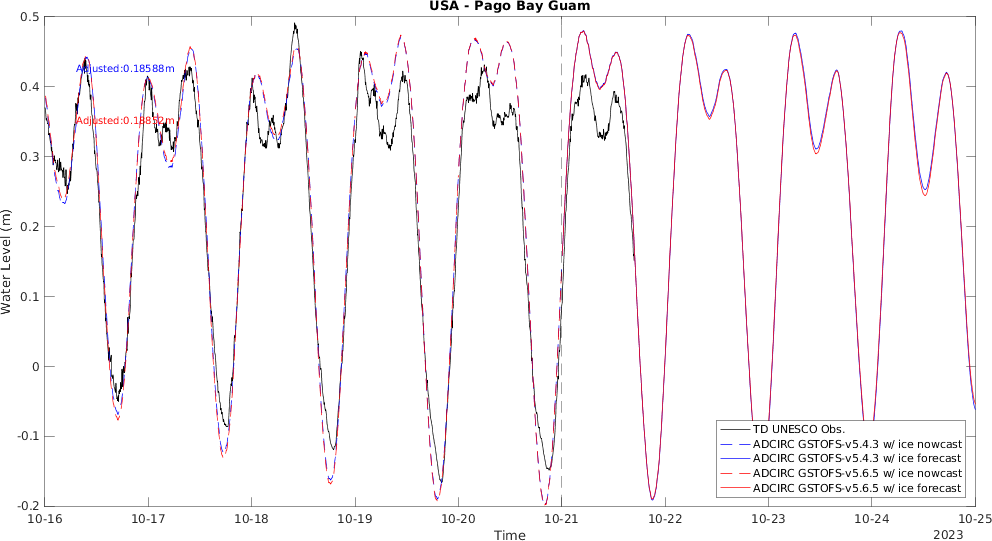 USA - Pago Bay Guam
0.5
0.4
0.3
0.2
0.1
0
-0.1
-0.2
Water Level (m)
Adjusted:0.18588m
TD UNESCO Obs.
ADCIRC GSTOFS-v5.4.3 w/ ice nowcast
ADCIRC GSTOFS-v5.4.3 w/ ice forecast
ADCIRC GSTOFS-v5.6.5 w/ ice nowcast
ADCIRC GSTOFS-v5.6.5 w/ ice forecast
10-16 10-17 10-18 10-19 10-20 10-21 10-22 10-23 10-24 10-25
Time
2023